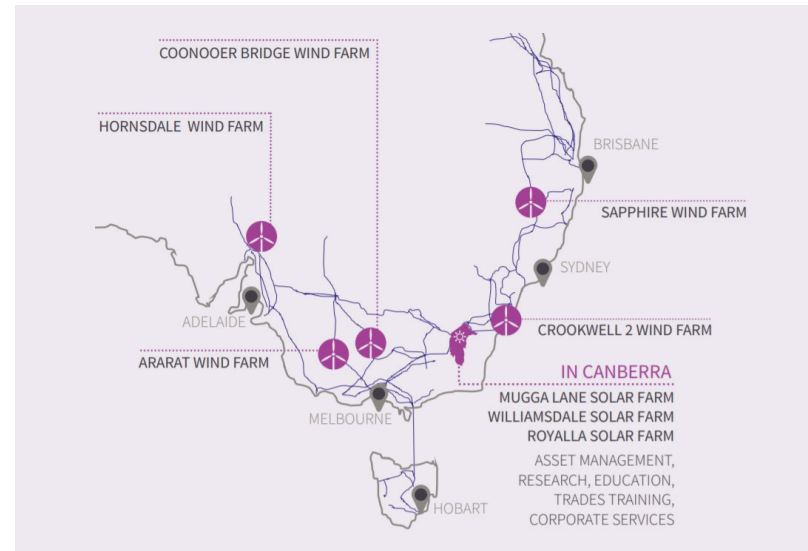 COONOOER BRIDGE WIND FARM
HORNSDALE WIND FARM
BRISBANE
SAPPHIRE WIND FARM
SYDNEY
ADELAIDE
CROOKWELL 2 WIND FARM
ARARAT WIND FARM
IN CANBERRA
MUGGA LANE SOLAR FARM
MELBOURNE
WILLIAMSDALE SOLAR FARM
ROYALLA SOLAR FARM
ASSET MANAGEMENT,
RESEARCH, EDUCATION,
TRADES TRAINING,
CORPORATE SERVICES
HOBART